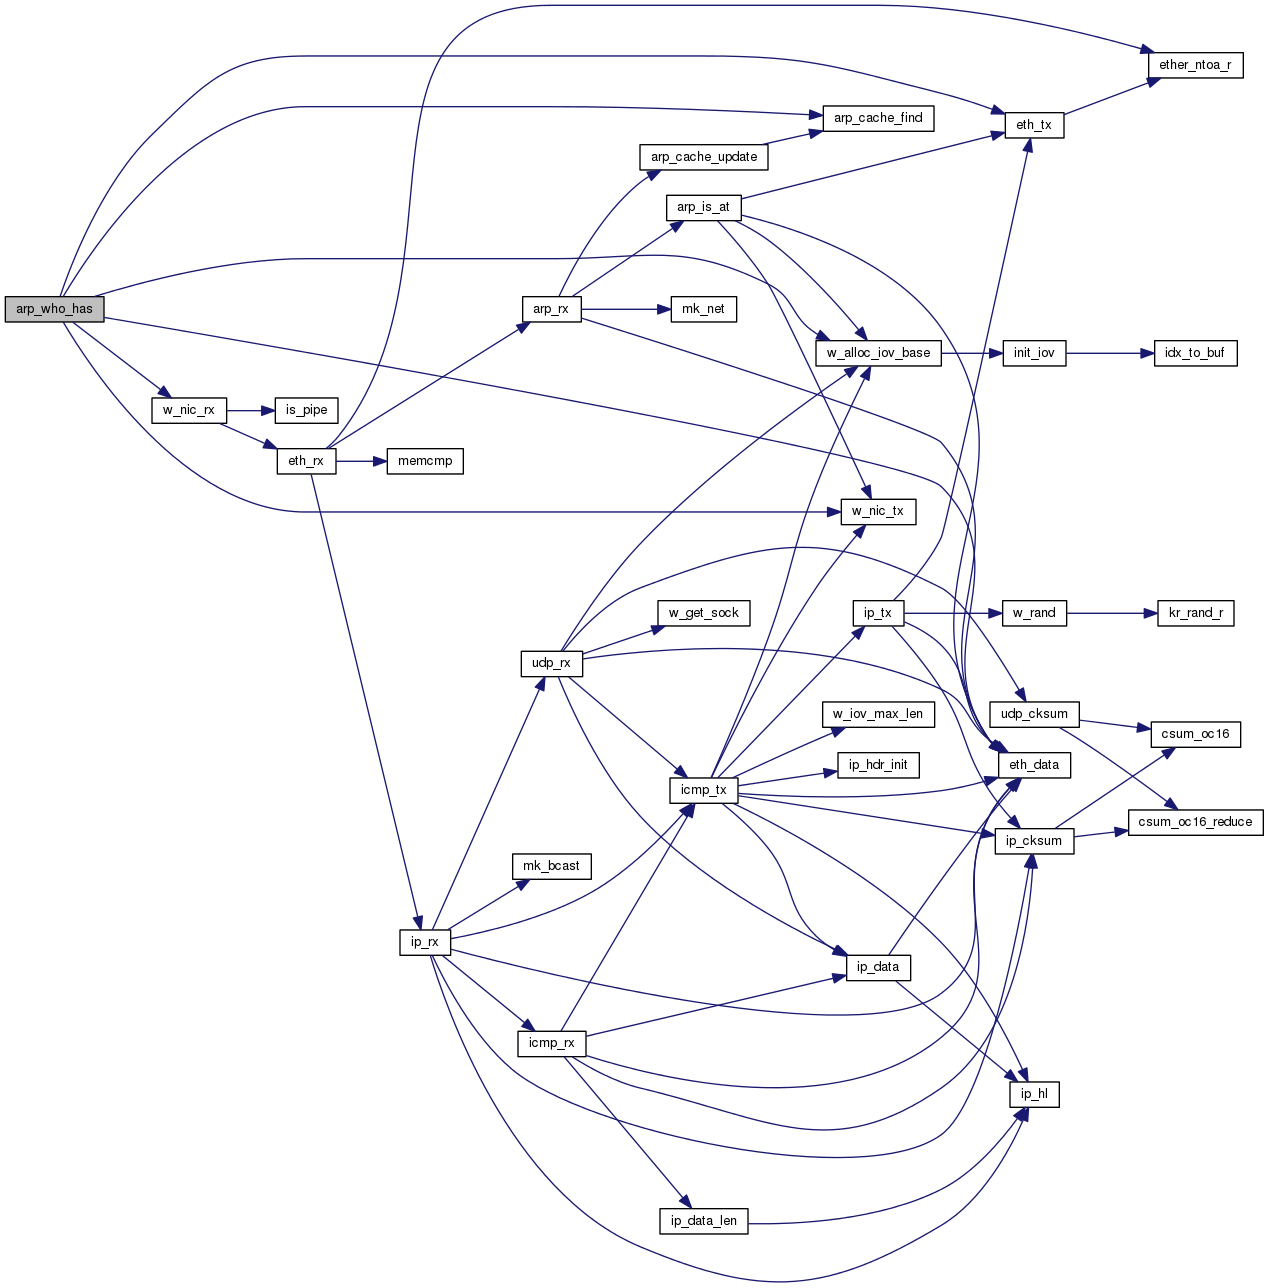 ether_ntoa_r
arp_cache_find
eth_tx
arp_cache_update
arp_is_at
arp_who_has
arp_rx
mk_net
w_alloc_iov_base
init_iov
idx_to_buf
w_nic_rx
is_pipe
eth_rx
memcmp
w_nic_tx
w_get_sock
ip_tx
w_rand
kr_rand_r
udp_rx
w_iov_max_len
udp_cksum
csum_oc16
ip_hdr_init
eth_data
icmp_tx
csum_oc16_reduce
ip_cksum
mk_bcast
ip_rx
ip_data
icmp_rx
ip_hl
ip_data_len